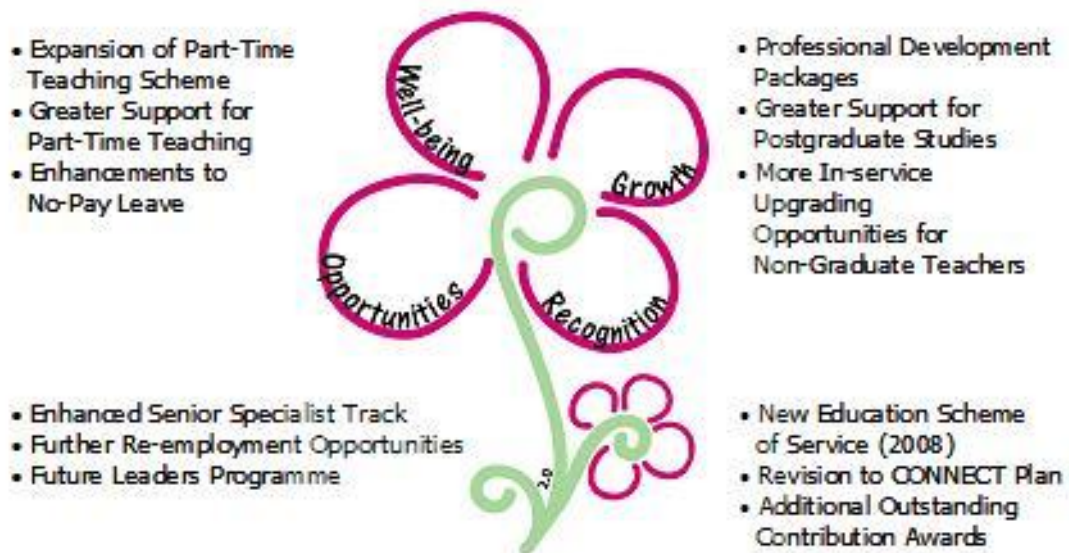 • Expansion of Part-Time
Teaching Scheme
• Greater Support for
Part-Time Teaching
• Enhancements to
No-Pay Leave
Well-being
Growth
• Professional Development
Packages
• Greater Support for
Postgraduate Studies
• More In-service
Upgrading
Opportunities for
Non-Graduate Teachers
Opportunities
Recognition
• Enhanced Senior Specialist Track
• Further Re-employment Opportunities
• Future Leaders Programme
2.0
• New Education Scheme
of Service (2008)
• Revision to CONNECT Plan
• Additional Outstanding
Contribution Awards